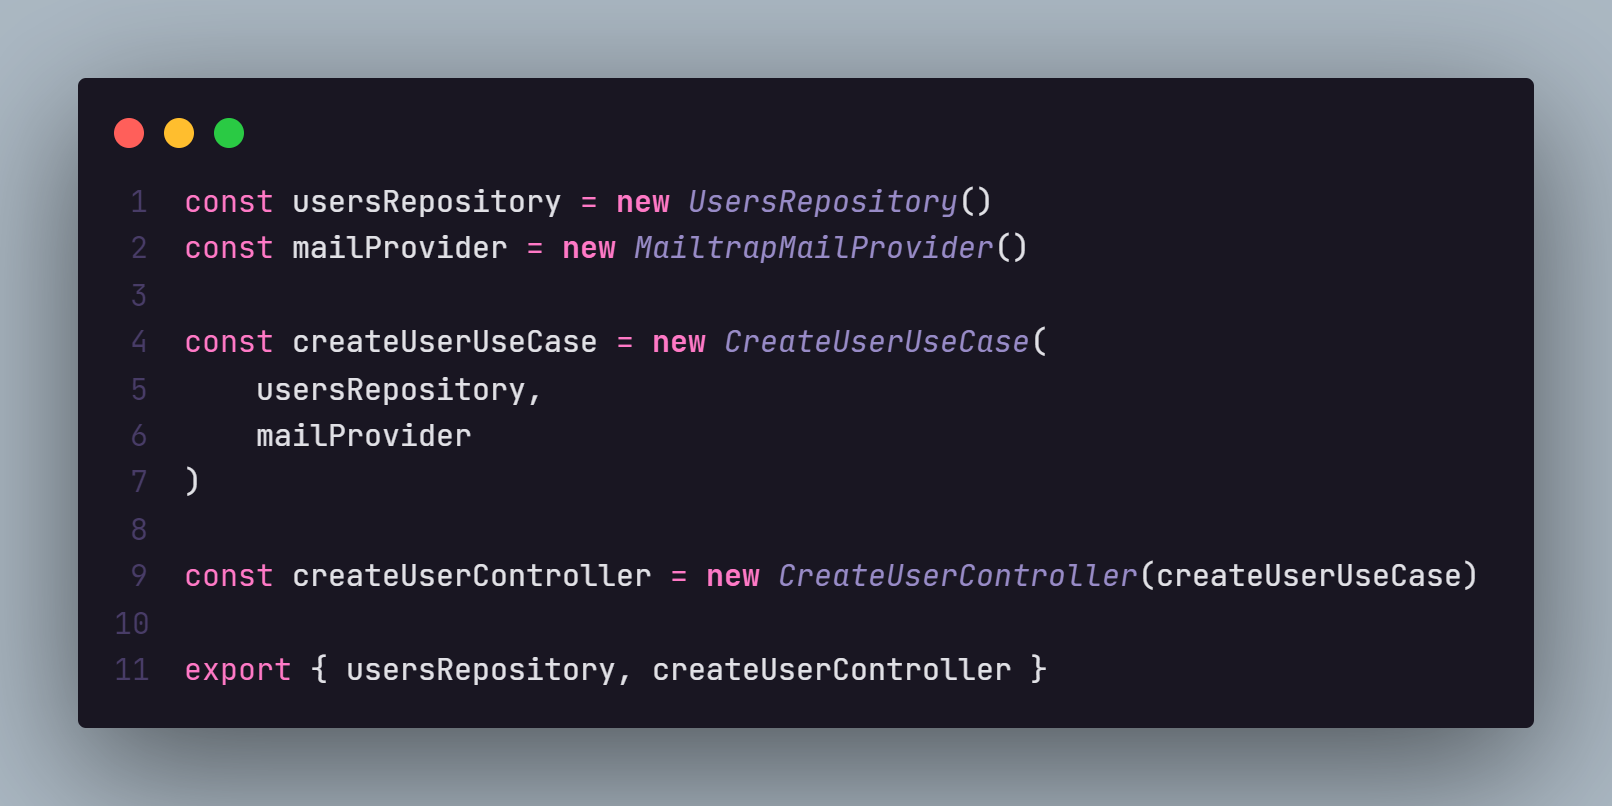 1 const usersRepository = new UsersRepository()
2 const mailProvider = new MailtrapMailProvider()
3
4 const createUserUseCase = new CreateUserUseCase(
5     usersRepository,
6     mailProvider
7 )
8
9 const createUserController = new CreateUserController(createUserUseCase)
10
11 export { usersRepository, createUserController }